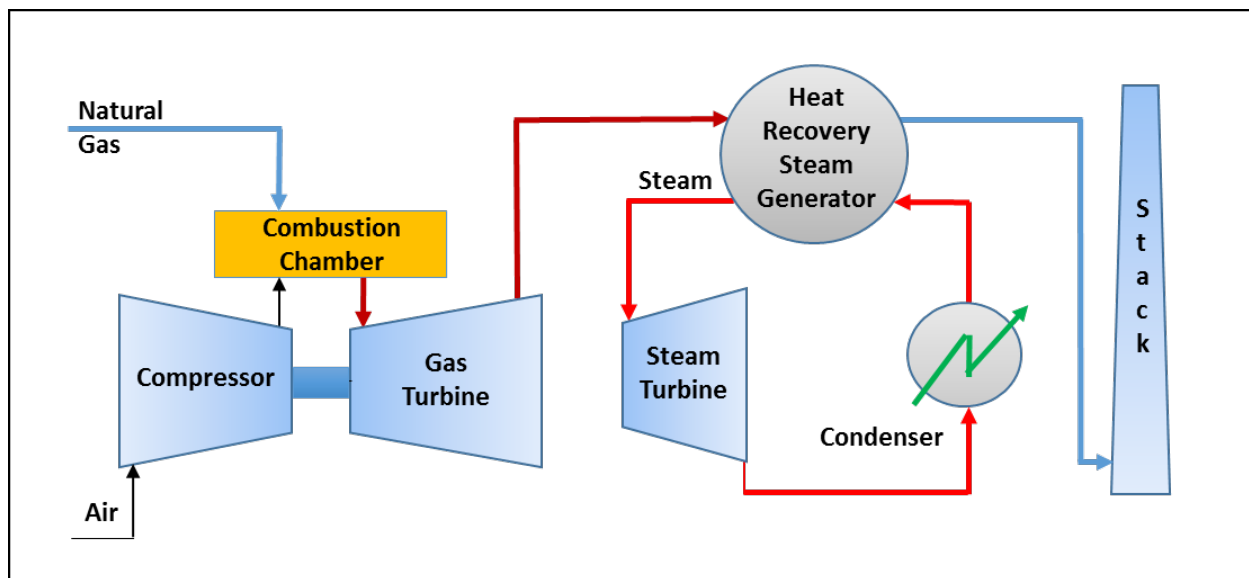 Natural
Gas
Combustion
Chamber
Compressor
Gas
Turbine
Air
Heat
Recovery
Steam
Generator
Steam
Steam
Turbine
Condenser
S
t
a
c
k